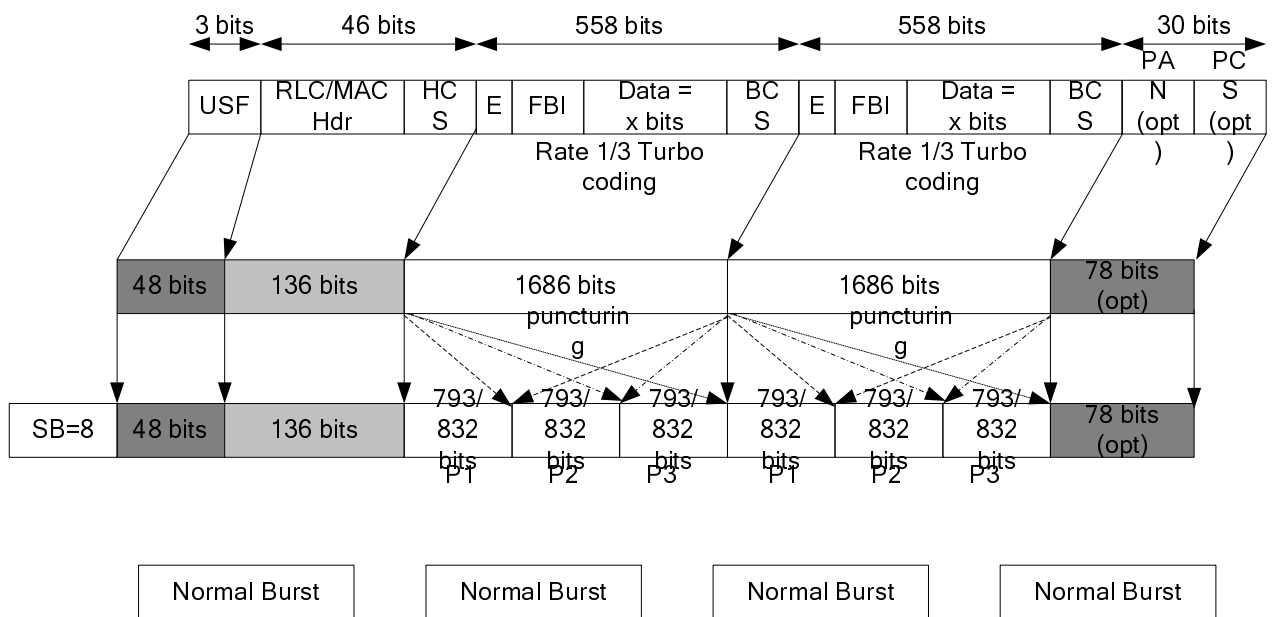 3 bits 46 bits 558 bits 558 bits 30 bits
USF RLC/MAC Hdr HC S E FBI Data = x bits BC S E FBI Data = x bits BC S PA N (opt ) PC S (opt )
Rate 1/3 Turbo coding Rate 1/3 Turbo coding
48 bits 136 bits 1686 bits 1686 bits 78 bits (opt)
puncturin g puncturin g
SB=8 48 bits 136 bits 793/ 832 bits 793/ 832 bits 793/ 832 bits 793/ 832 bits 793/ 832 bits 793/ 832 bits 78 bits (opt)
P1 P2 P3 P1 P2 P3
Normal Burst Normal Burst Normal Burst Normal Burst